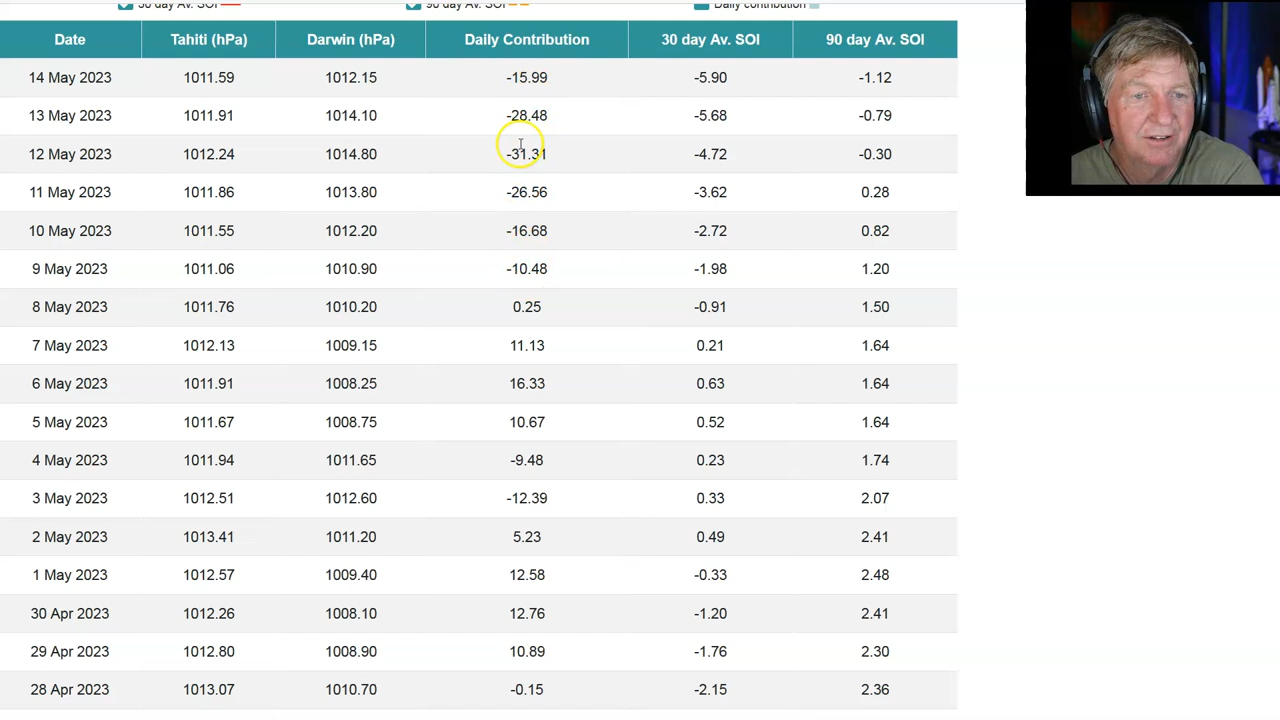 30 day Av. SOI 90 day Av. SOI Daily contribution
Date Tahiti (hPa) Darwin (hPa) Daily Contribution 30 day Av. SOI 90 day Av. SOI
14 May 2023 1011.59 1012.15 -15.99 -5.90 -1.12
13 May 2023 1011.91 1014.10 -28.48 -5.68 -0.79
12 May 2023 1012.24 1014.80 -31.31 -4.72 -0.30
11 May 2023 1011.86 1013.80 -26.56 -3.62 0.28
10 May 2023 1011.55 1012.20 -16.68 -2.72 0.82
9 May 2023 1011.06 1010.90 -10.48 -1.98 1.20
8 May 2023 1011.76 1010.20 0.25 -0.91 1.50
7 May 2023 1012.13 1009.15 11.13 0.21 1.64
6 May 2023 1011.91 1008.25 16.33 0.63 1.64
5 May 2023 1011.67 1008.75 10.67 0.52 1.64
4 May 2023 1011.94 1011.65 -9.48 0.23 1.74
3 May 2023 1012.51 1012.60 -12.39 0.33 2.07
2 May 2023 1013.41 1011.20 5.23 0.49 2.41
1 May 2023 1012.57 1009.40 12.58 -0.33 2.48
30 Apr 2023 1012.26 1008.10 12.76 -1.20 2.41
29 Apr 2023 1012.80 1008.90 10.89 -1.76 2.30
28 Apr 2023 1013.07 1010.70 -0.15 -2.15 2.36